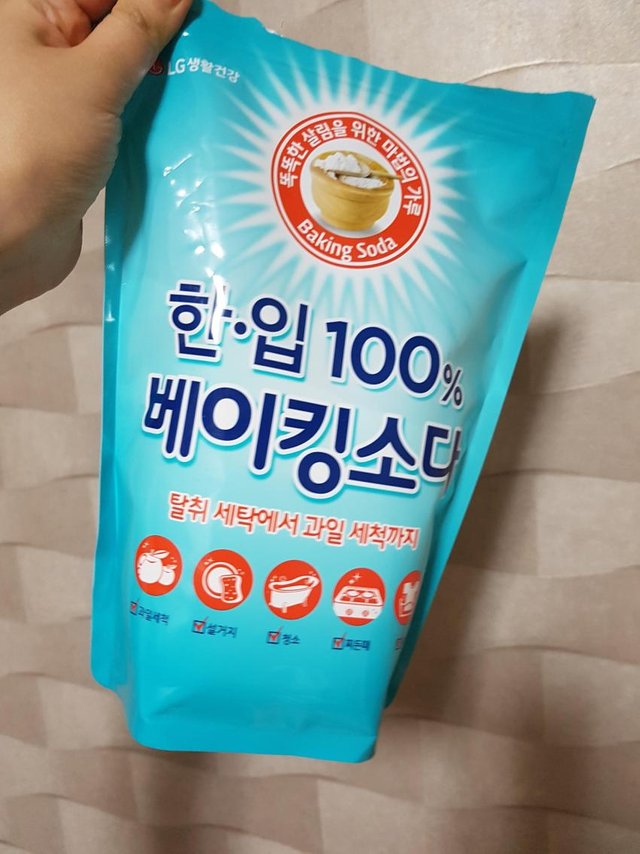 LG생활건강
똑똑한 살림을 위한 마법의 가루
Baking Soda
한·입 100%
베이킹소다
탈취 세탁에서 과일 세척까지
과일세척
설거지
청소
찌든때